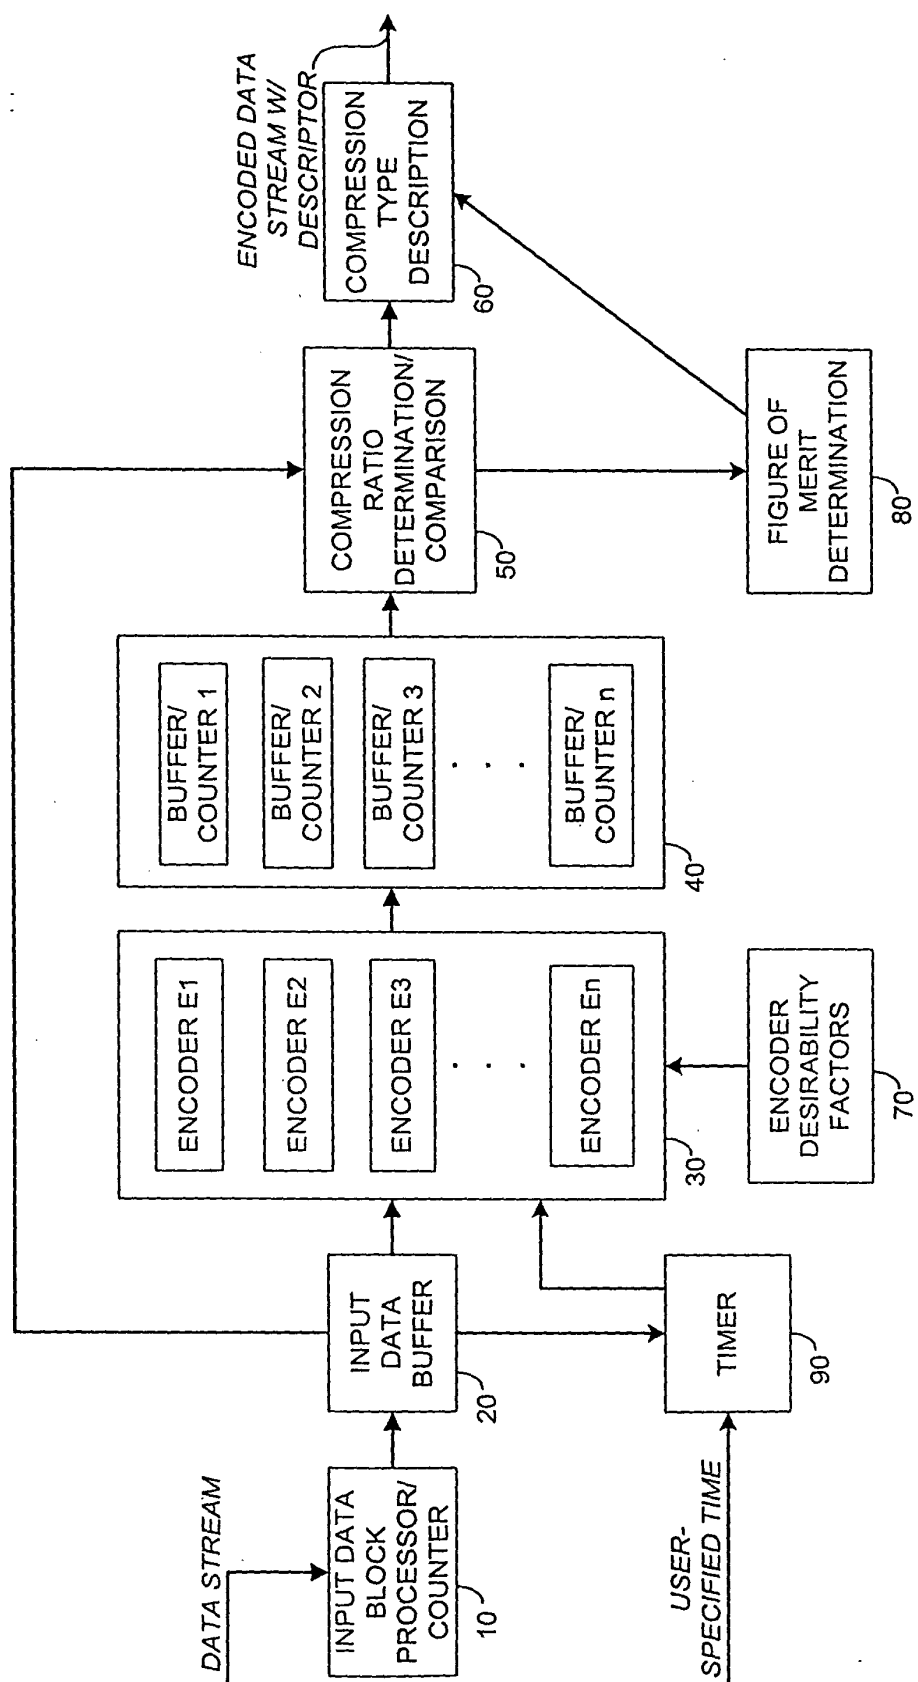 DATA STREAM
INPUT DATA
BLOCK
PROCESSOR/
COUNTER
10
INPUT
DATA
BUFFER
20
USER-
SPECIFIED TIME
TIMER
90
ENCODER E1
ENCODER E2
ENCODER E3
. . .
ENCODER En
30
ENCODER
DESIRABILITY
FACTORS
70
BUFFER/
COUNTER 1
BUFFER/
COUNTER 2
BUFFER/
COUNTER 3
. . .
BUFFER/
COUNTER n
40
COMPRESSION
RATIO
DETERMINATION/
COMPARISON
50
FIGURE OF
MERIT
DETERMINATION
80
COMPRESSION
TYPE
DESCRIPTION
60
ENCODED DATA
STREAM W/
DESCRIPTOR